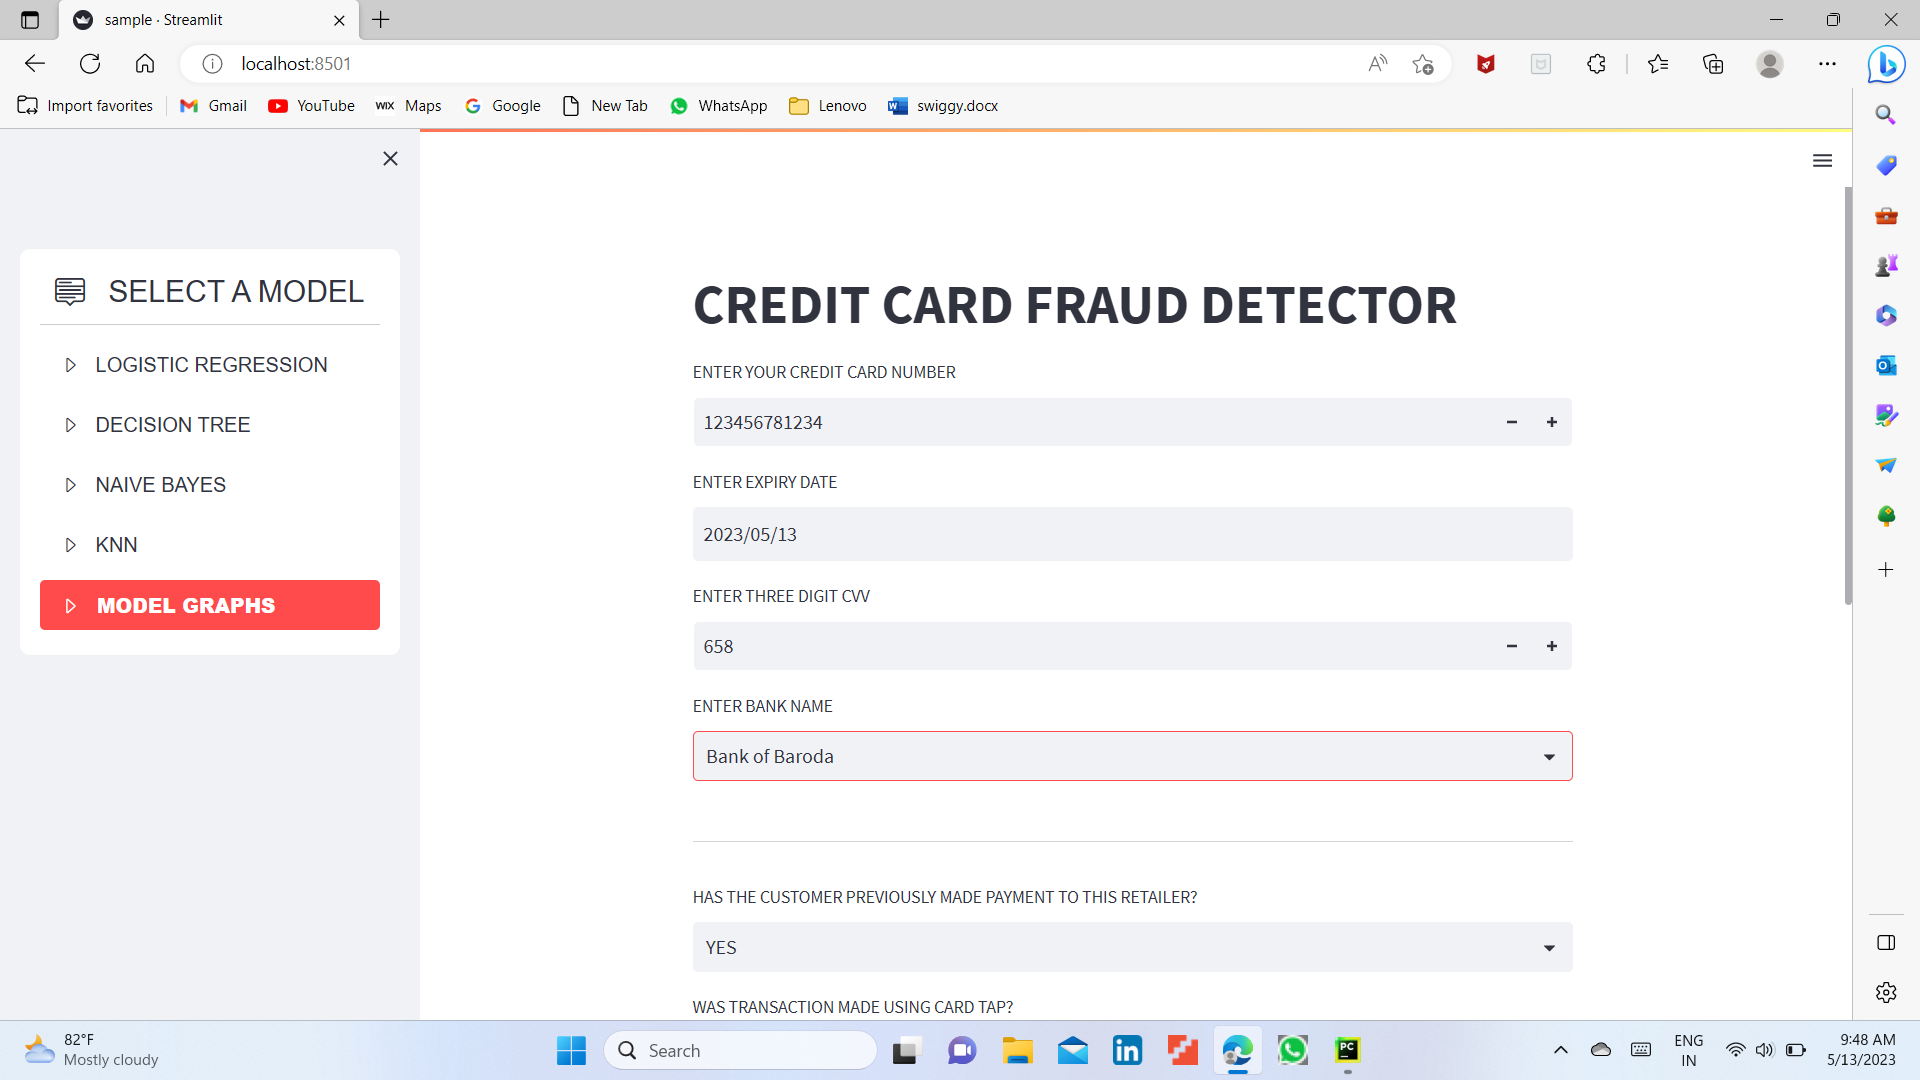 sample · Streamlit
localhost:8501
Import favorites
Gmail
YouTube
WIX Maps
Google
New Tab
WhatsApp
Lenovo
swiggy.docx
SELECT A MODEL
LOGISTIC REGRESSION
DECISION TREE
NAIVE BAYES
KNN
MODEL GRAPHS
CREDIT CARD FRAUD DETECTOR
ENTER YOUR CREDIT CARD NUMBER
123456781234
ENTER EXPIRY DATE
2023/05/13
ENTER THREE DIGIT CVV
658
ENTER BANK NAME
Bank of Baroda
HAS THE CUSTOMER PREVIOUSLY MADE PAYMENT TO THIS RETAILER?
YES
WAS TRANSACTION MADE USING CARD TAP?
82°F
Mostly cloudy
Search
ENG
IN
9:48 AM
5/13/2023